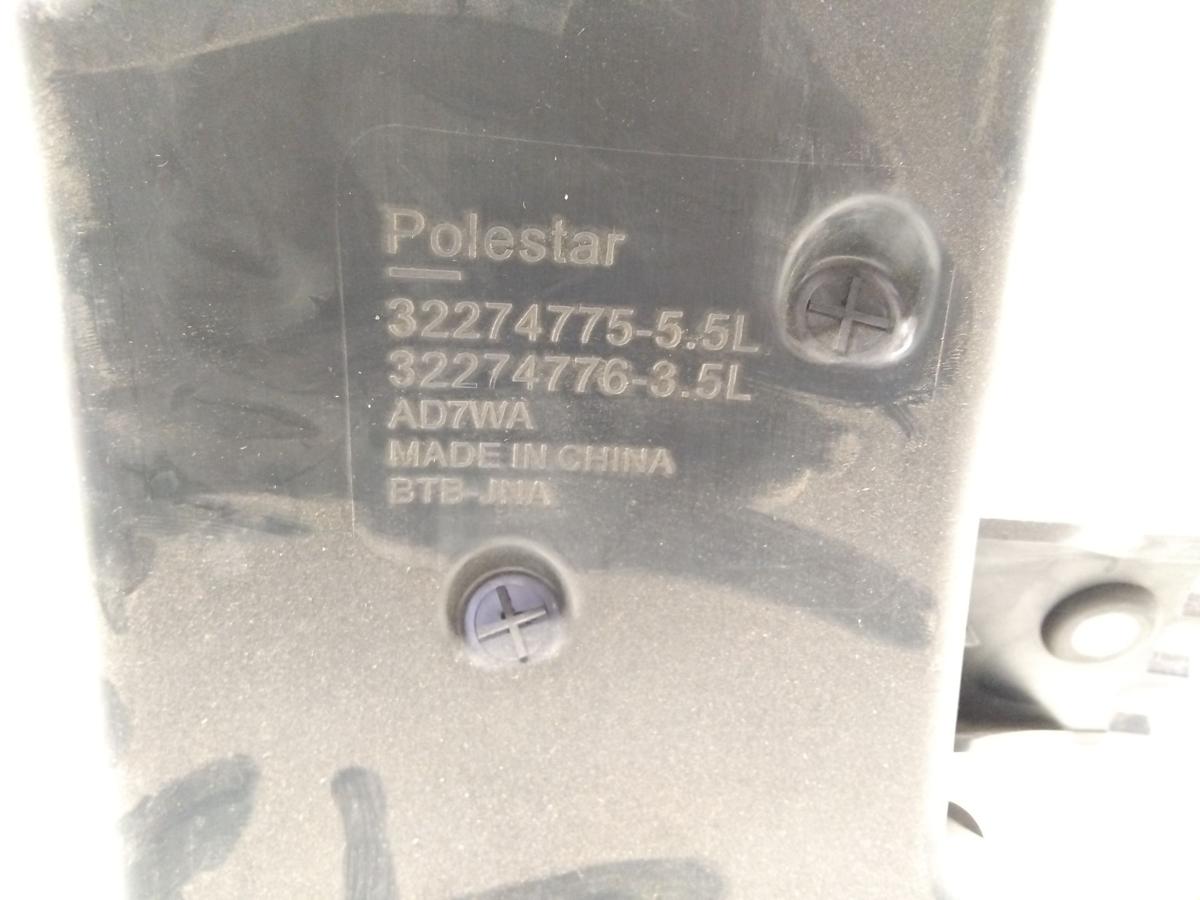 Polestar
32274775-5.5L
32274776-3.5L
AD7WA
MADE IN CHINA
BTB-JNA